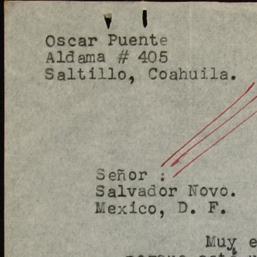 Oscar Puente
Aldama # 405
Saltillo, Coahuila.
Señor :
Salvador Novo.
Mexico, D. F.
Muy e